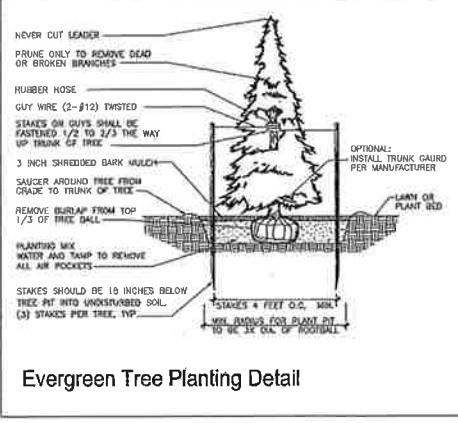 NEVER CUT LEADER
PRUNE ONLY TO REMOVE DEAD
OR BROKEN BRANCHES
RUBBER HOSE
GUY WIRE (2-#12) TWISTED
STAKES OR GUYS SHALL BE
FASTENED 1/2 TO 2/3 THE WAY
UP TRUNK OF TREE
3 INCH SHREDDED BARK MULCH
SAUCER AROUND TREE FROM
GRADE TO TRUNK OF TREE
REMOVE BURLAP FROM TOP
1/3 OF TREE BALL
PLANTING MIX
WATER AND TAMP TO REMOVE
ALL AIR POCKETS
STAKES SHOULD BE 18 INCHES BELOW
TREE PIT INTO UNDISTURBED SOIL.
(3) STAKES PER TREE, TYP.
OPTIONAL:
INSTALL TRUNK GAURD
PER MANUFACTURER
LAWN OR
PLANT BED
STAKES 4 FEET O.C. MIN.
MIN. RADIUS FOR PLANT PIT
TO BE 3X DIA. OF ROOTBALL
Evergreen Tree Planting Detail